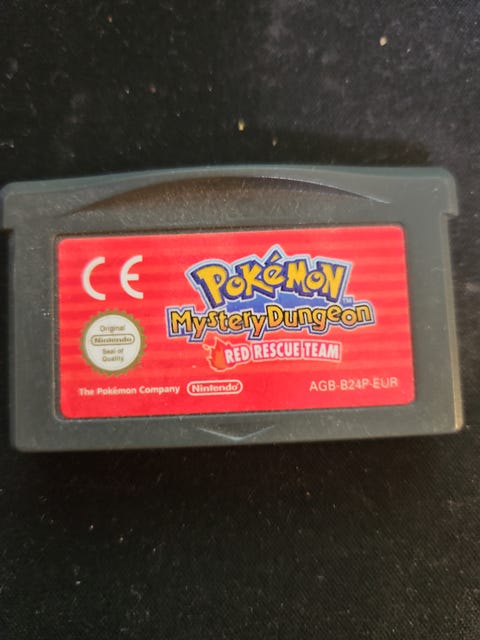 CE
POKéMON
TM
Mystery Dungeon
RED RESCUE TEAM
Original
Nintendo
Seal of
Quality
The Pokémon Company Nintendo AGB-B24P-EUR